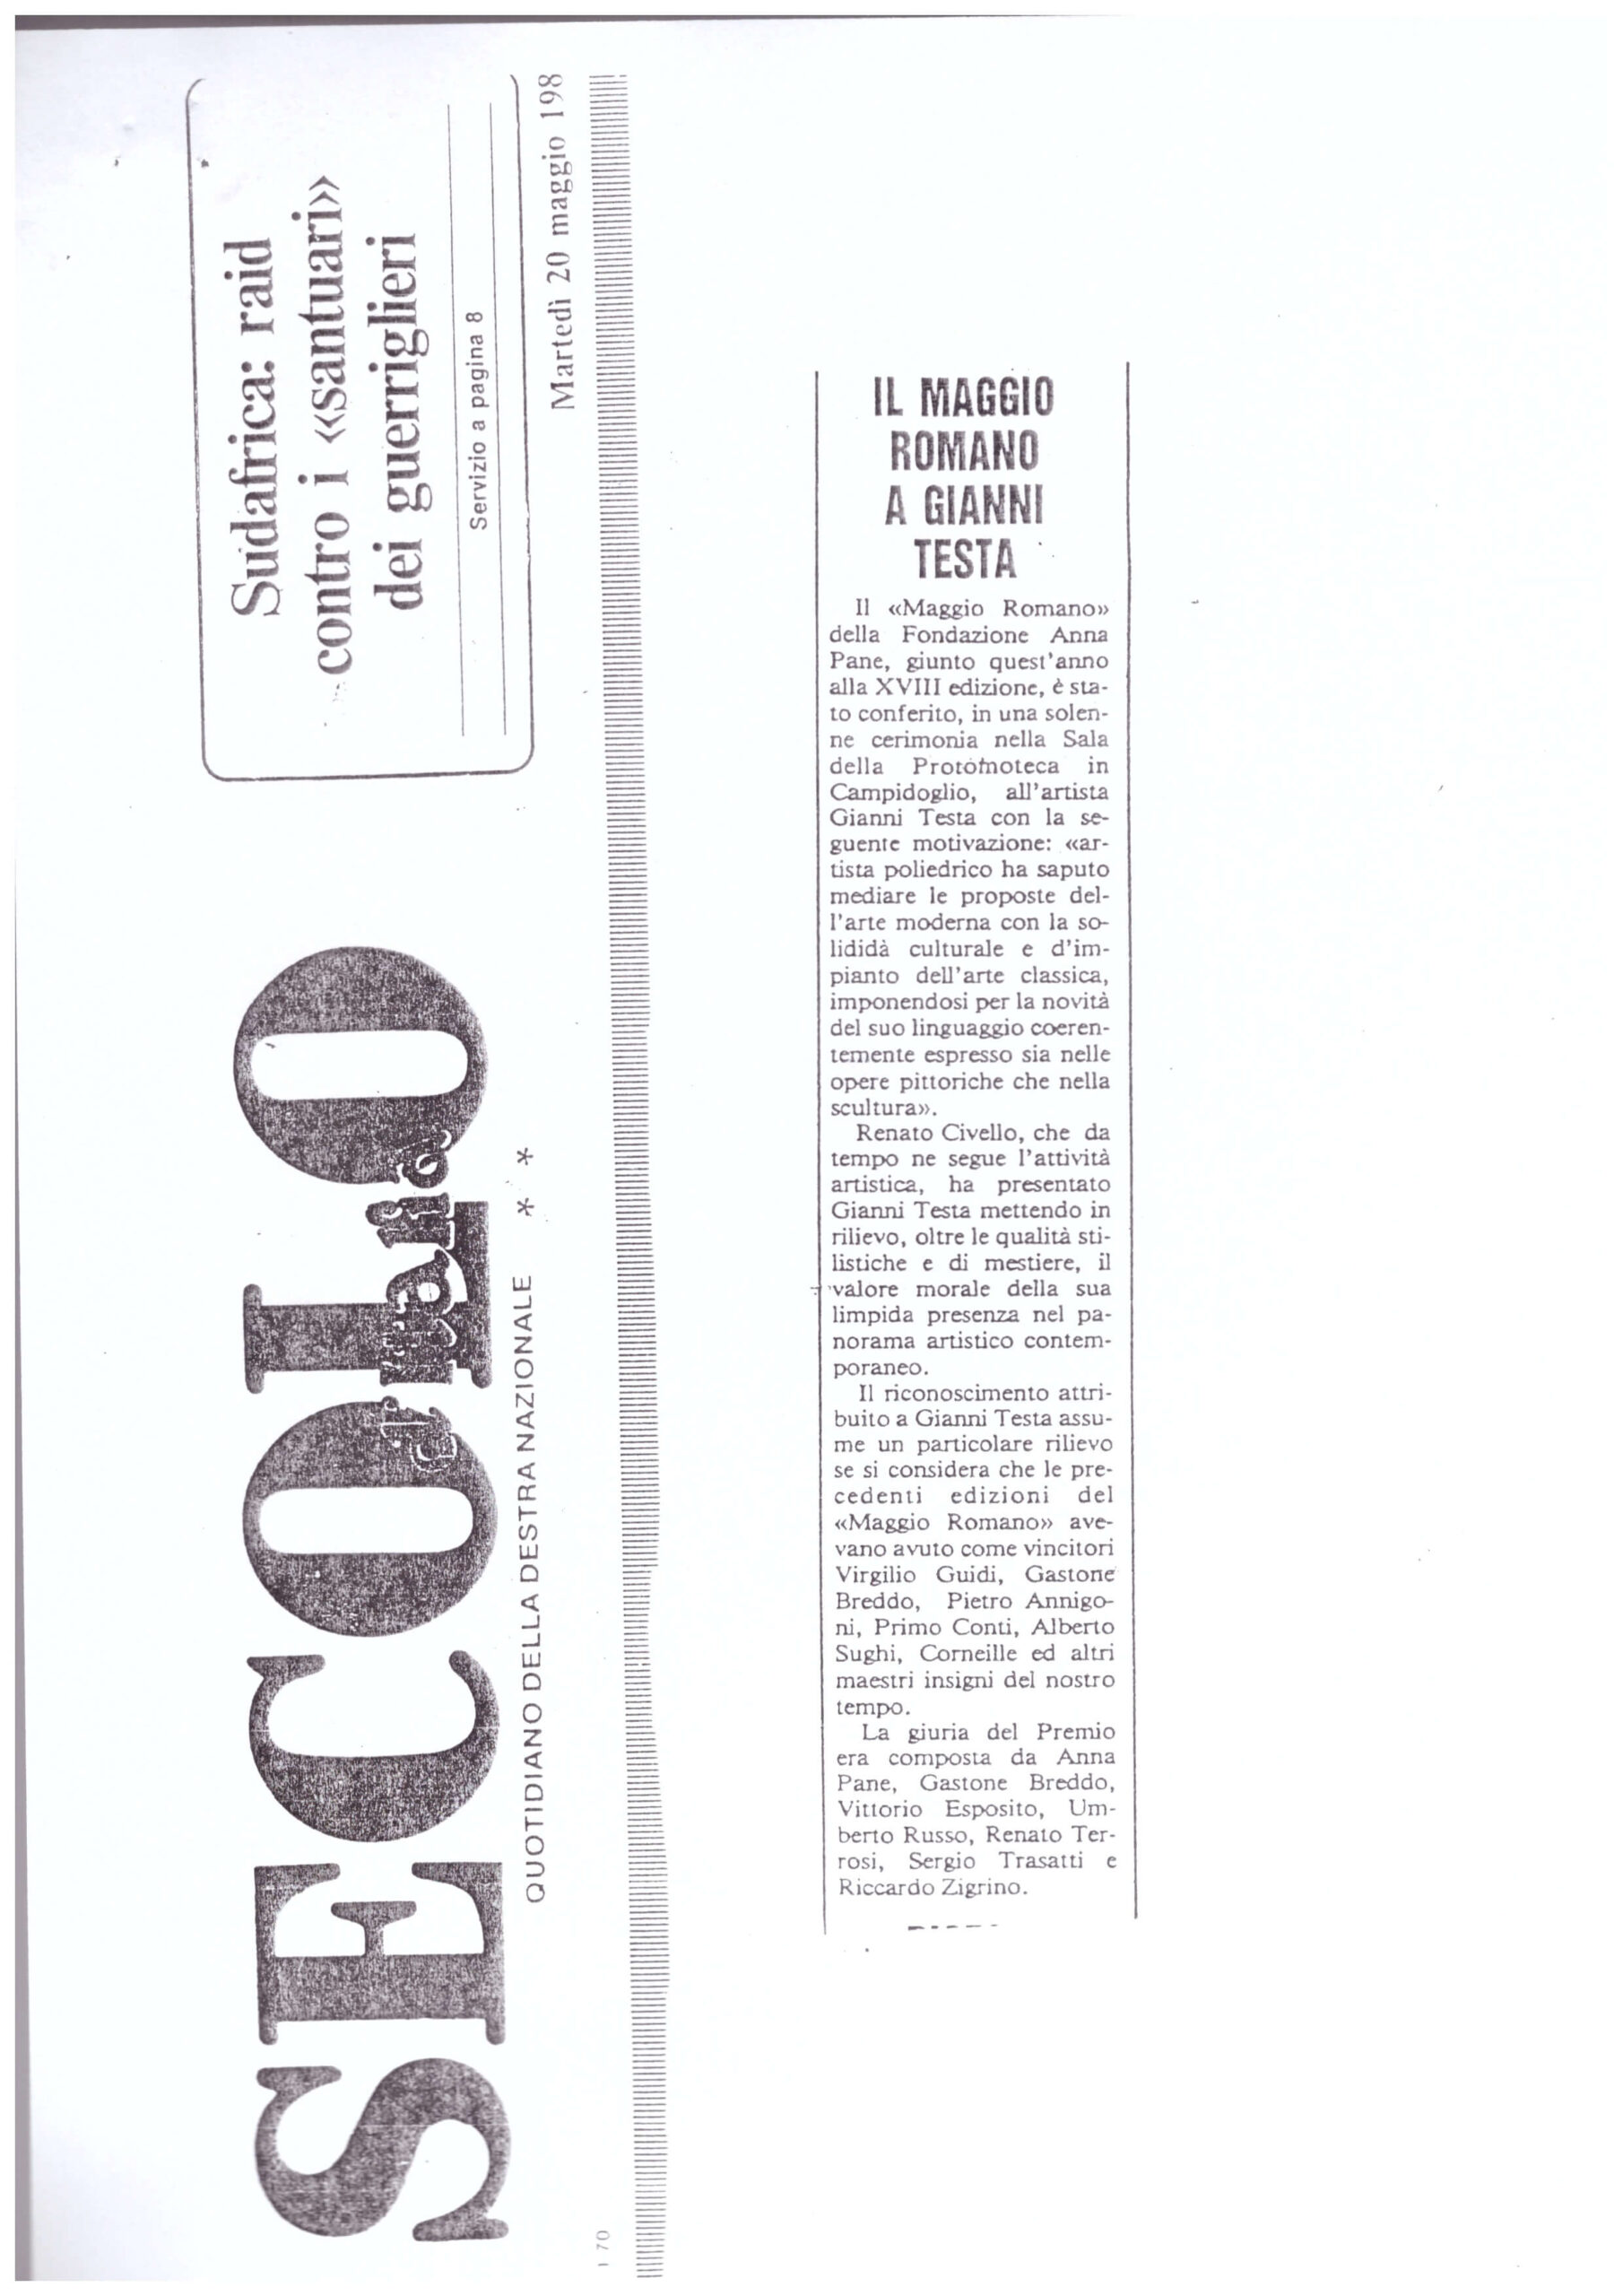 Sudafrica: raid
contro i «santuari»
dei guerriglieri
Servizio a pagina 8
Martedì 20 maggio 198
SECOLO
d'Italia
QUOTIDIANO DELLA DESTRA NAZIONALE * *
IL MAGGIO
ROMANO
A GIANNI
TESTA
Il «Maggio Romano»
della Fondazione Anna
Pane, giunto quest'anno
alla XVIII edizione, è sta-
to conferito, in una solen-
ne cerimonia nella Sala
della Protomoteca in
Campidoglio, all'artista
Gianni Testa con la se-
guente motivazione: «ar-
tista poliedrico ha saputo
mediare le proposte del-
l'arte moderna con la so-
lididà culturale e d'im-
pianto dell'arte classica,
imponendosi per la novità
del suo linguaggio coeren-
temente espresso sia nelle
opere pittoriche che nella
scultura».
Renato Civello, che da
tempo ne segue l'attività
artistica, ha presentato
Gianni Testa mettendo in
rilievo, oltre le qualità sti-
listiche e di mestiere, il
valore morale della sua
limpida presenza nel pa-
norama artistico contem-
poraneo.
Il riconoscimento attri-
buito a Gianni Testa assu-
me un particolare rilievo
se si considera che le pre-
cedenti edizioni del
«Maggio Romano» ave-
vano avuto come vincitori
Virgilio Guidi, Gastone
Breddo, Pietro Annigo-
ni, Primo Conti, Alberto
Sughi, Corneille ed altri
maestri insigni del nostro
tempo.
La giuria del Premio
era composta da Anna
Pane, Gastone Breddo,
Vittorio Esposito, Um-
berto Russo, Renato Ter-
rosi, Sergio Trasatti e
Riccardo Zigrino.